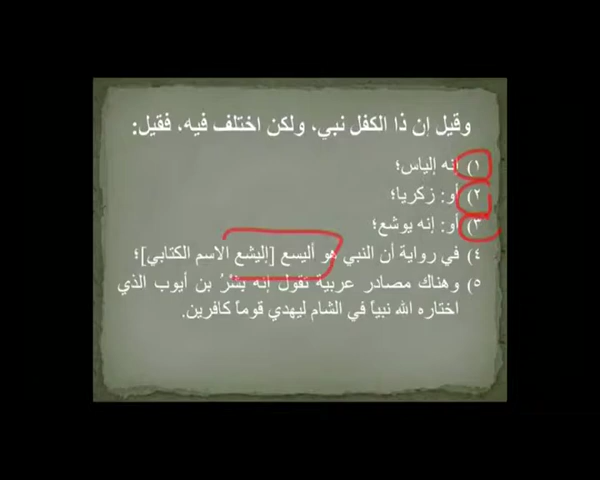 وقيل إن ذا الكفل نبي، ولكن اختلف فيه، فقيل:
١) إنه إلياس؛
٢) أو: زكريا؛
٣) أو: إنه يوشع؛
٤) في رواية أن النبي هو أليسع [إليشع الاسم الكتابي]؛
٥) وهناك مصادر عربية تقول إنه بشْرُ بن أيوب الذي
اختاره الله نبياً في الشام ليهدي قوماً كافرين.